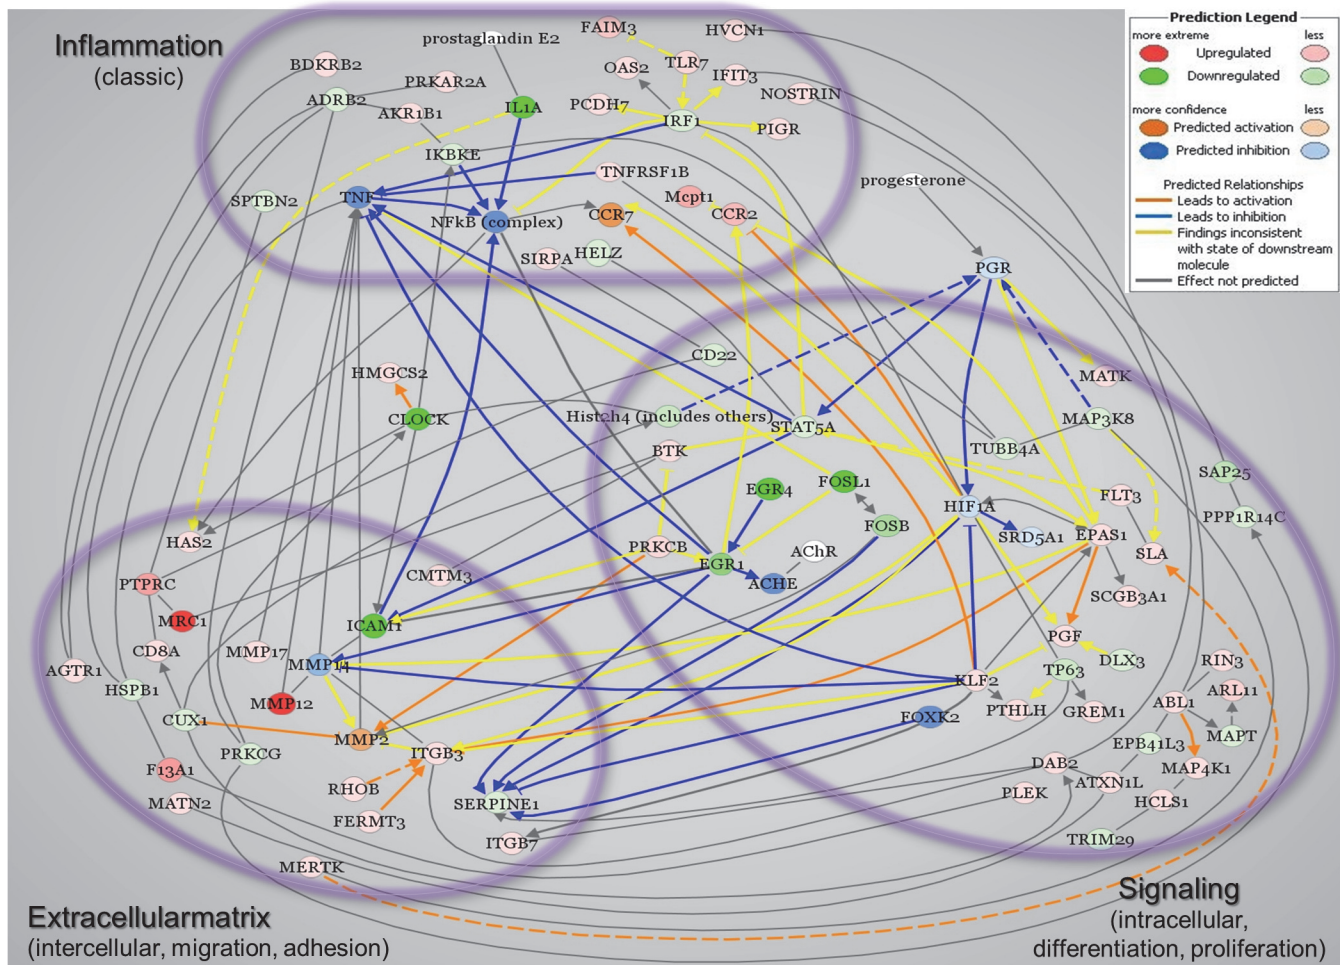 Inflammation
(classic)
prostaglandin E2
FAIM3
HVCN1
BDKRB2
PRKAR2A
OAS2
TLR7
IFIT3
ADRB2
AKR1B1
IL1A
PCDH7
NOSTRIN
IRF1
PIGR
IKBKE
TNFRSF1B
SPTBN2
TNF
Mcpt1
progesterone
NFkB (complex)
CCR7
CCR2
SIRPA
HELZ
PGR
Prediction Legend
more extreme
less
Upregulated
Downregulated
more confidence
less
Predicted activation
Predicted inhibition
Predicted Relationships
Leads to activation
Leads to inhibition
Findings inconsistent
with state of downstream
molecule
Effect not predicted
CD22
HMGCS2
MATK
CLOCK
Hist2h4 (includes others)
STAT5A
MAP3K8
BTK
TUBB4A
SAP25
EGR4
FOSL1
FLT3
HIF1A
PPP1R14C
FOSB
HAS2
PRKCB
AChR
SRD5A1
EPAS1
SLA
PTPRC
CMTM3
EGR1
ACHE
SCGB3A1
MRC1
ICAM1
CD8A
MMP17
MMP14
PGF
AGTR1
TP63
DLX3
RIN3
HSPB1
KLF2
ARL11
MMP12
PTHLH
GREM1
ABL1
CUX1
FOXK2
MAPT
MMP2
EPB41L3
PRKCG
ITGB3
DAB2
MAP4K1
F13A1
RHOB
ATXN1L
MATN2
SERPINE1
PLEK
HCLS1
FERMT3
ITGB7
TRIM29
MERTK
Extracellularmatrix
(intercellular, migration, adhesion)
Signaling
(intracellular,
differentiation, proliferation)